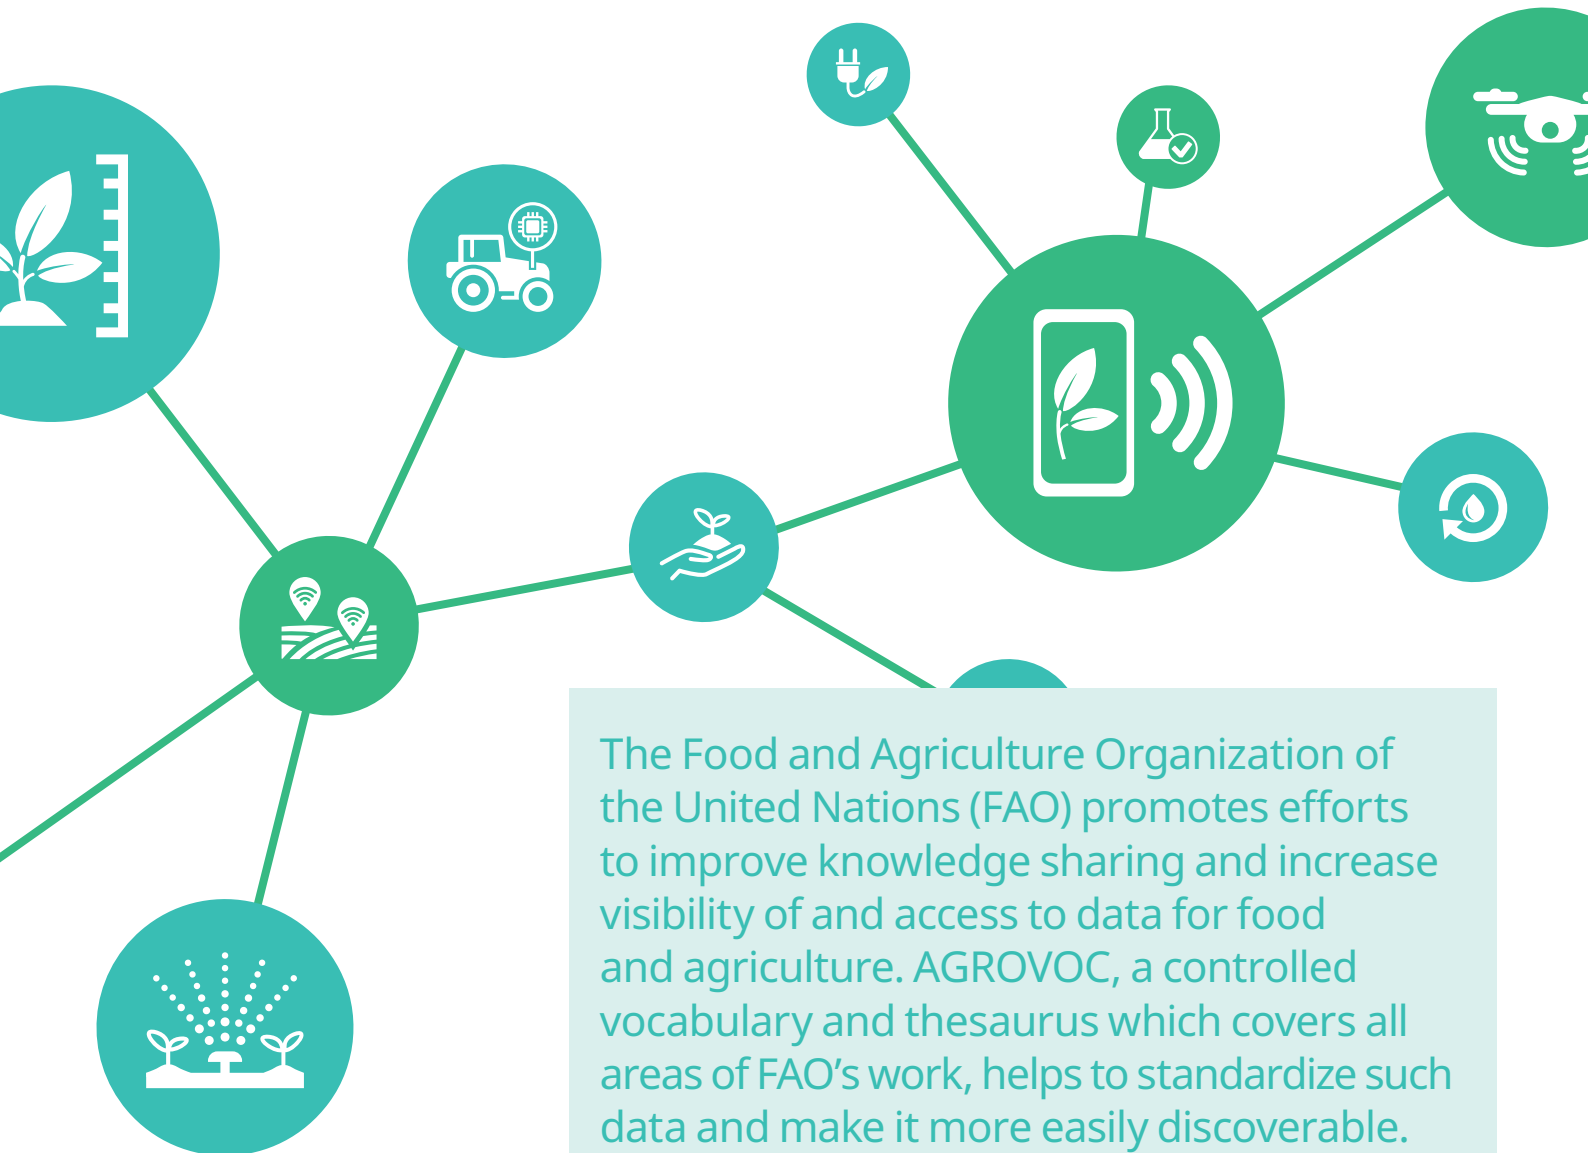 The Food and Agriculture Organization of
the United Nations (FAO) promotes efforts
to improve knowledge sharing and increase
visibility of and access to data for food
and agriculture. AGROVOC, a controlled
vocabulary and thesaurus which covers all
areas of FAO’s work, helps to standardize such
data and make it more easily discoverable.